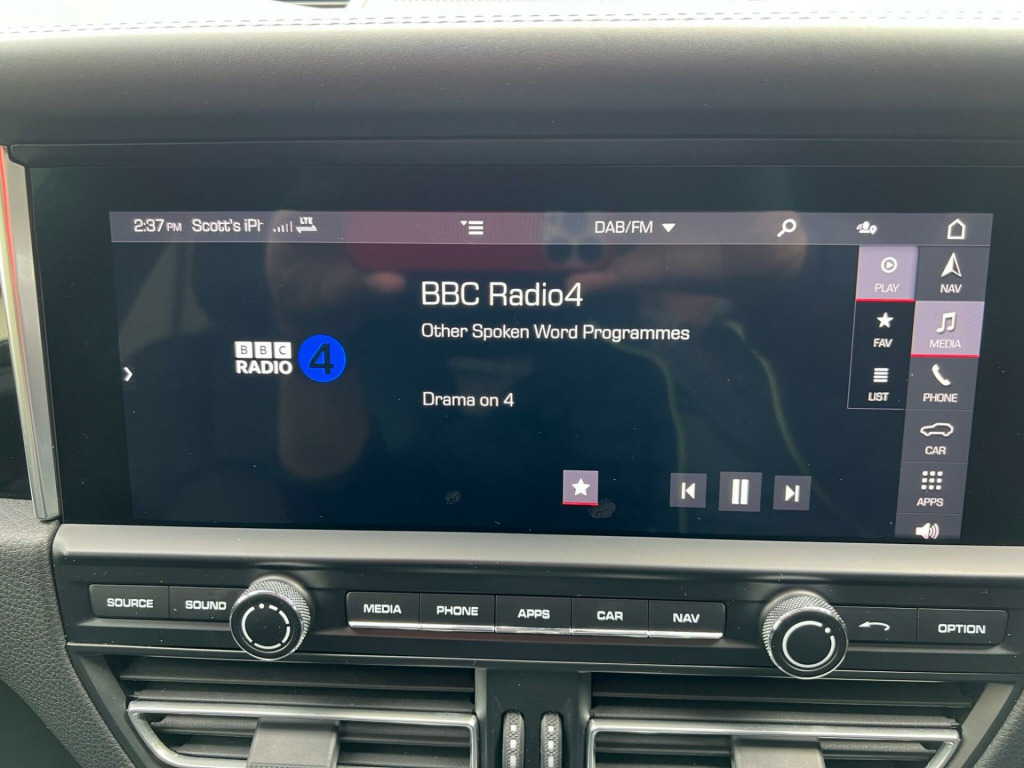 2:37 PM Scott's iPh LTE DAB/FM
PLAY NAV
BBC Radio4
Other Spoken Word Programmes
FAV MEDIA
BBC
RADIO 4
LIST PHONE
Drama on 4
CAR
APPS
SOURCE SOUND MEDIA PHONE APPS CAR NAV OPTION